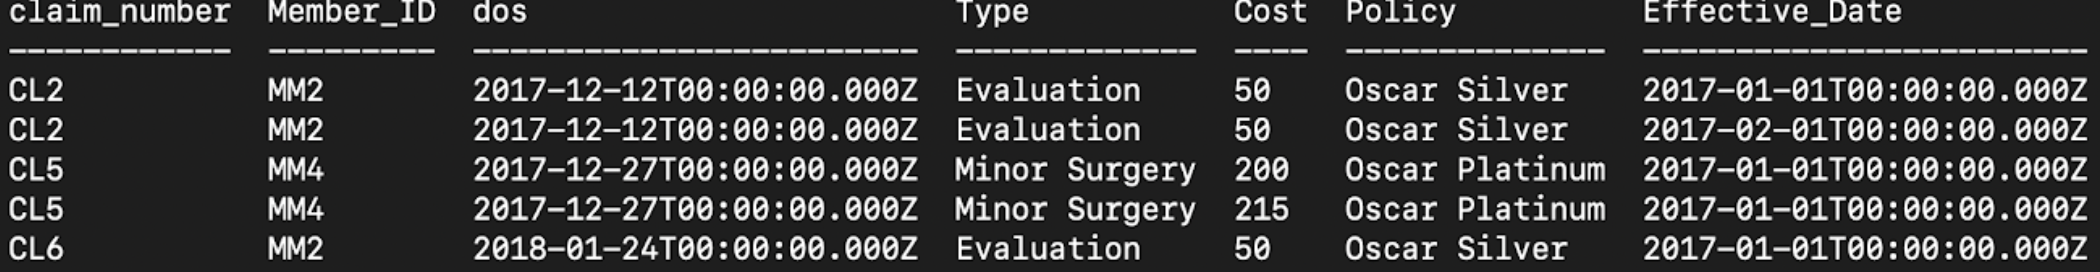 claim_number  Member_ID  dos                       Type           Cost  Policy          Effective_Date
------------  ---------  ------------------------  -------------  ----  --------------  ------------------------
CL2           MM2        2017-12-12T00:00:00.000Z  Evaluation     50    Oscar Silver    2017-01-01T00:00:00.000Z
CL2           MM2        2017-12-12T00:00:00.000Z  Evaluation     50    Oscar Silver    2017-02-01T00:00:00.000Z
CL5           MM4        2017-12-27T00:00:00.000Z  Minor Surgery  200   Oscar Platinum  2017-01-01T00:00:00.000Z
CL5           MM4        2017-12-27T00:00:00.000Z  Minor Surgery  215   Oscar Platinum  2017-01-01T00:00:00.000Z
CL6           MM2        2018-01-24T00:00:00.000Z  Evaluation     50    Oscar Silver    2017-01-01T00:00:00.000Z